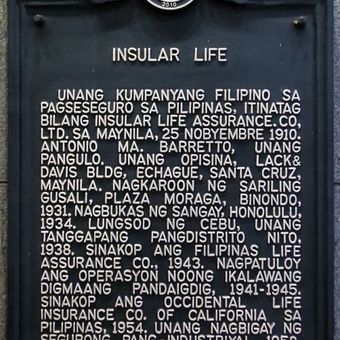 2010
INSULAR LIFE
UNANG KUMPANYANG FILIPINO SA
PAGSESEGURO SA PILIPINAS, ITINATAG
BILANG INSULAR LIFE ASSURANCE.CO.
LTD. SA MAYNILA, 25 NOBYEMBRE 1910.
ANTONIO MA. BARRETTO, UNANG
PANGULO. UNANG OPISINA, LACK&
DAVIS BLDG, ECHAGUE, SANTA CRUZ,
MAYNILA. NAGKAROON NG SARILING
GUSALI, PLAZA MORAGA, BINONDO,
1931. NAGBUKAS NG SANGAY, HONOLULU,
1934. LUNGSOD NG CEBU, UNANG
TANGGAPANG PANGDISTRITO NITO,
1938. SINAKOP ANG FILIPINAS LIFE
ASSURANCE CO., 1943. NAGPATULOY
ANG OPERASYON NOONG IKALAWANG
DIGMAANG PANDAIGDIG, 1941-1945
SINAKOP ANG OCCIDENTAL LIFE
INSURANCE CO. OF CALIFORNIA SA
PILIPINAS, 1954. UNANG NAGBIGAY NG
SEGURONG PANG-INDUSTRIYAL